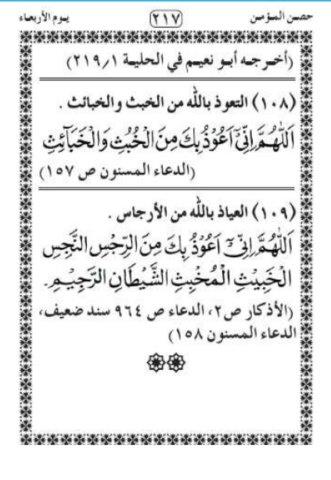 حصن المؤمن ٢١٧ يوم الأربعاء
(أخرجه أبو نعيم في الحلية ٢١٩/١)
(١٠٨) التعوذ بالله من الخبث والخبائث .
اَللّٰهُمَّ اِنِّيْٓ اَعُوْذُ بِكَ مِنَ الْخُبُثِ وَالْخَبَآئِثِ
(الدعاء المسنون ص ١٥٧)
(١٠٩) العياذ بالله من الأرجاس .
اَللّٰهُمَّ اِنِّيْٓ اَعُوْذُ بِكَ مِنَ الرِّجْسِ النَّجِسِ
الْخَبِيْثِ الْمُخْبِثِ الشَّيْطَانِ الرَّجِيْمِ.
(الأذكار ص٢، الدعاء ص ٩٦٤ سند ضعيف،
الدعاء المسنون ١٥٨)